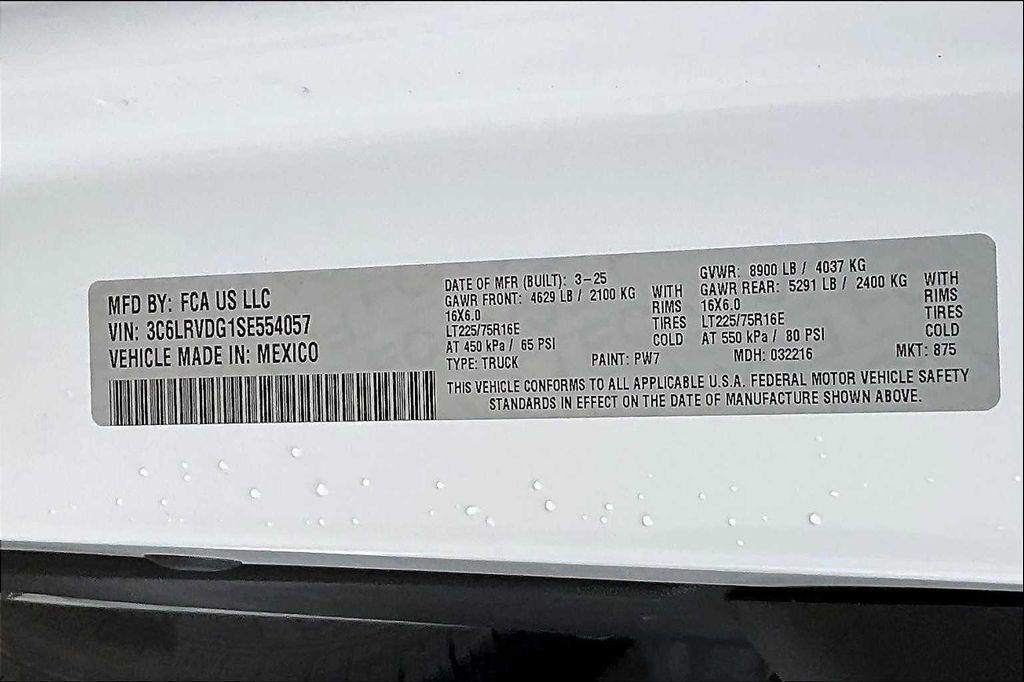 MFD BY: FCA US LLC
VIN: 3C6LRVDG1SE554057
VEHICLE MADE IN: MEXICO
DATE OF MFR (BUILT): 3-25
GAWR FRONT: 4629 LB / 2100 KG WITH
16X6.0 RIMS
LT225/75R16E TIRES
AT 450 kPa / 65 PSI COLD
TYPE: TRUCK PAINT: PW7
GVWR: 8900 LB / 4037 KG
GAWR REAR: 5291 LB / 2400 KG WITH
16X6.0 RIMS
LT225/75R16E TIRES
AT 550 kPa / 80 PSI COLD
MDH: 032216 MKT: 875
THIS VEHICLE CONFORMS TO ALL APPLICABLE U.S.A. FEDERAL MOTOR VEHICLE SAFETY
STANDARDS IN EFFECT ON THE DATE OF MANUFACTURE SHOWN ABOVE.